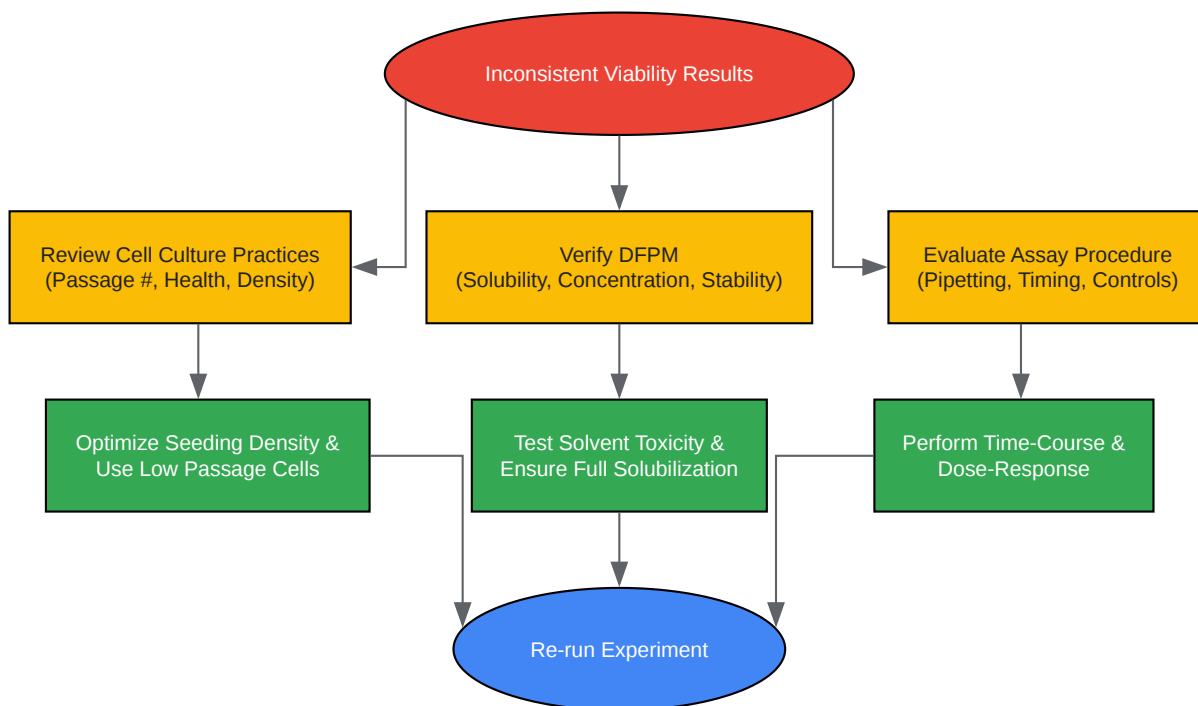 Inconsistent Viability Results
Review Cell Culture Practices
(Passage #, Health, Density)
Verify DFPM
(Solubility, Concentration, Stability)
Evaluate Assay Procedure
(Pipetting, Timing, Controls)
Optimize Seeding Density &
Use Low Passage Cells
Test Solvent Toxicity &
Ensure Full Solubilization
Perform Time-Course &
Dose-Response
Re-run Experiment